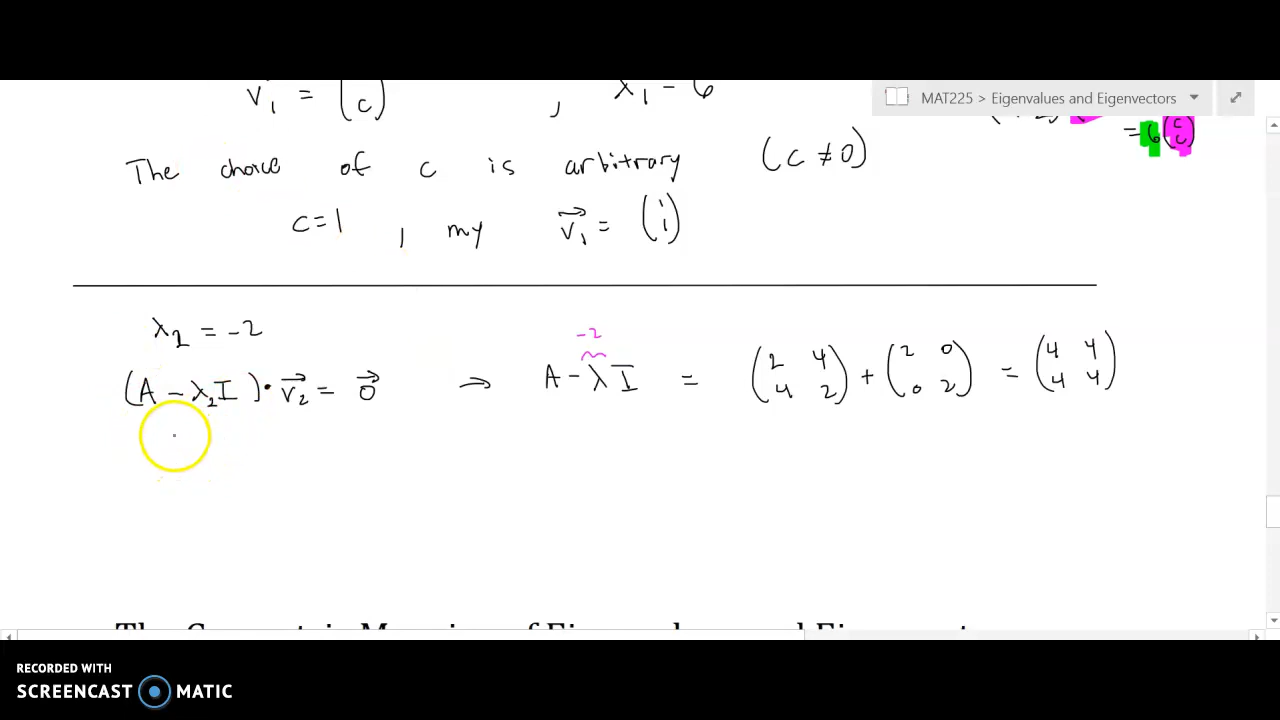 v⃗₁ = (c) , λ₁ = 6
MAT225 > Eigenvalues and Eigenvectors
= 6 (c c)
The choice of c is arbitrary (c ≠ 0)
c = 1 , my v⃗₁ = (1 1)
λ₂ = -2
-2
(A - λ₂I) · v⃗₂ = 0⃗ ⇒ A - λI = (2 4 4 2) + (2 0 0 2) = (4 4 4 4)
RECORDED WITH
SCREENCAST MATIC